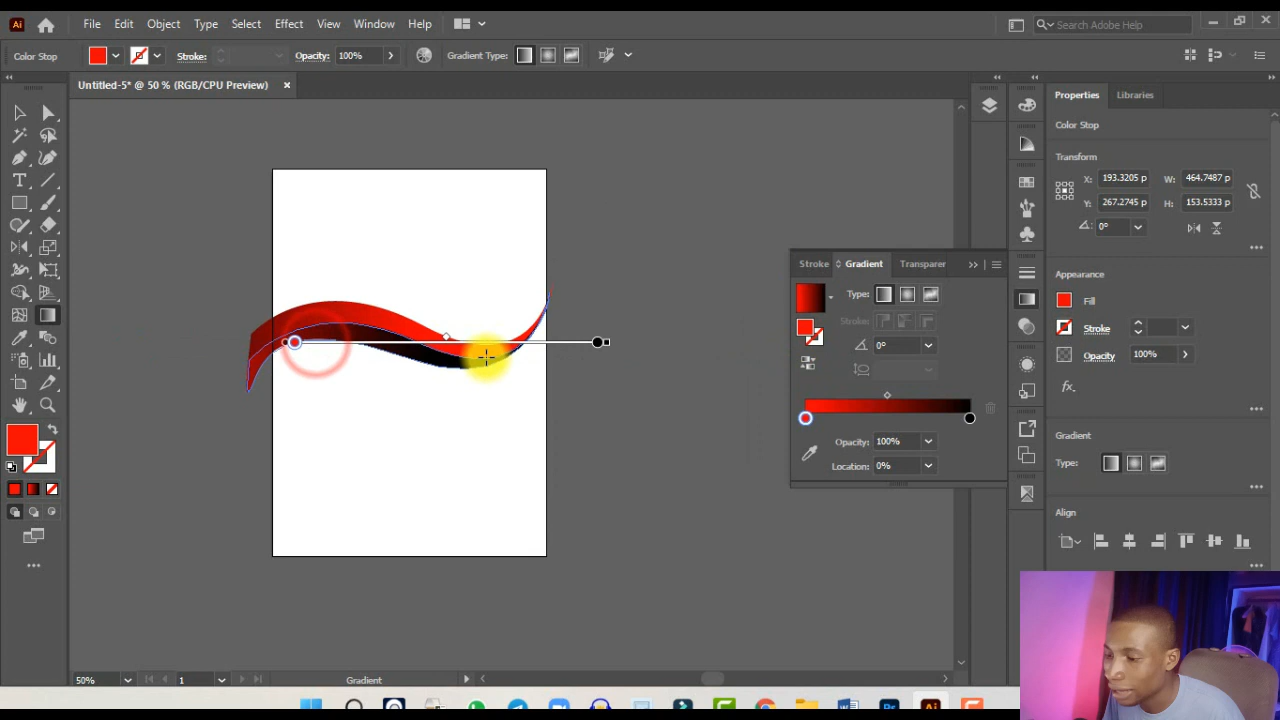 Ai File Edit Object Type Select Effect View Window Help Search Adobe Help
Color Stop Stroke: Opacity: 100% Gradient Type:
Untitled-5* @ 50 % (RGB/CPU Preview)
Properties Libraries
Color Stop
Transform
X: 193.3205 p W: 464.7487 p
Y: 267.2745 p H: 153.5333 p
0°
Appearance
Fill
Stroke
Opacity 100%
fx.
Gradient
Type:
Align
Stroke Gradient Transparer
Type:
Stroke:
0°
Opacity: 100%
Location: 0%
50% 1 Gradient
W Ps Ai